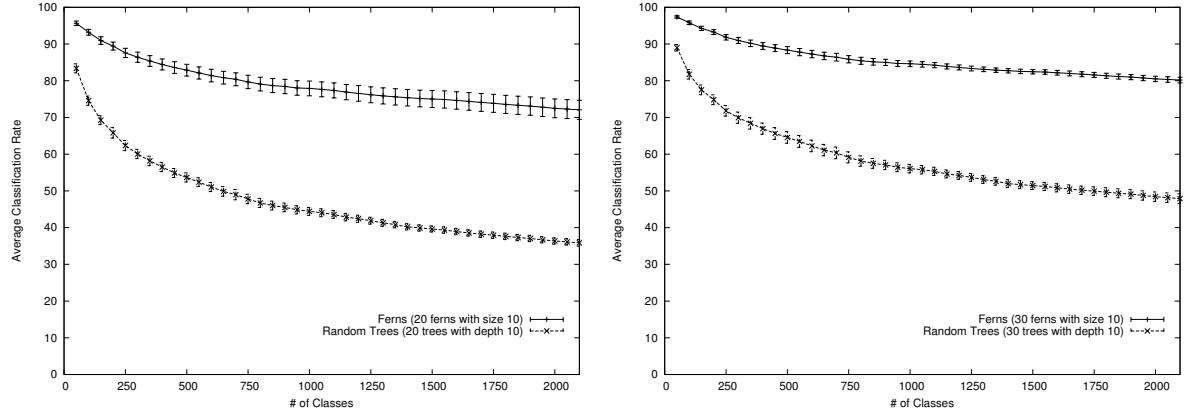 100
90
80
70
60
50
40
30
20
10
0
Average Classification Rate
Ferns (20 ferns with size 10)
Random Trees (20 trees with depth 10)
0 250 500 750 1000 1250 1500 1750 2000
# of Classes
100
90
80
70
60
50
40
30
20
10
0
Average Classification Rate
Ferns (30 ferns with size 10)
Random Trees (30 trees with depth 10)
0 250 500 750 1000 1250 1500 1750 2000
# of Classes